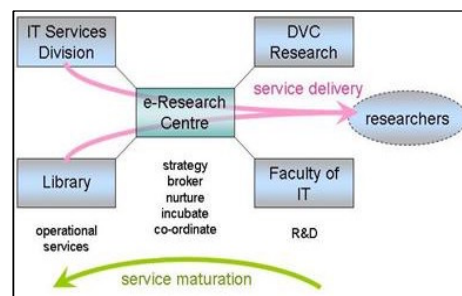 IT Services
Division
DVC
Research
service delivery
e-Research
Centre
researchers
Library
strategy
broker
nurture
incubate
co-ordinate
Faculty of
IT
operational
services
R&D
service maturation